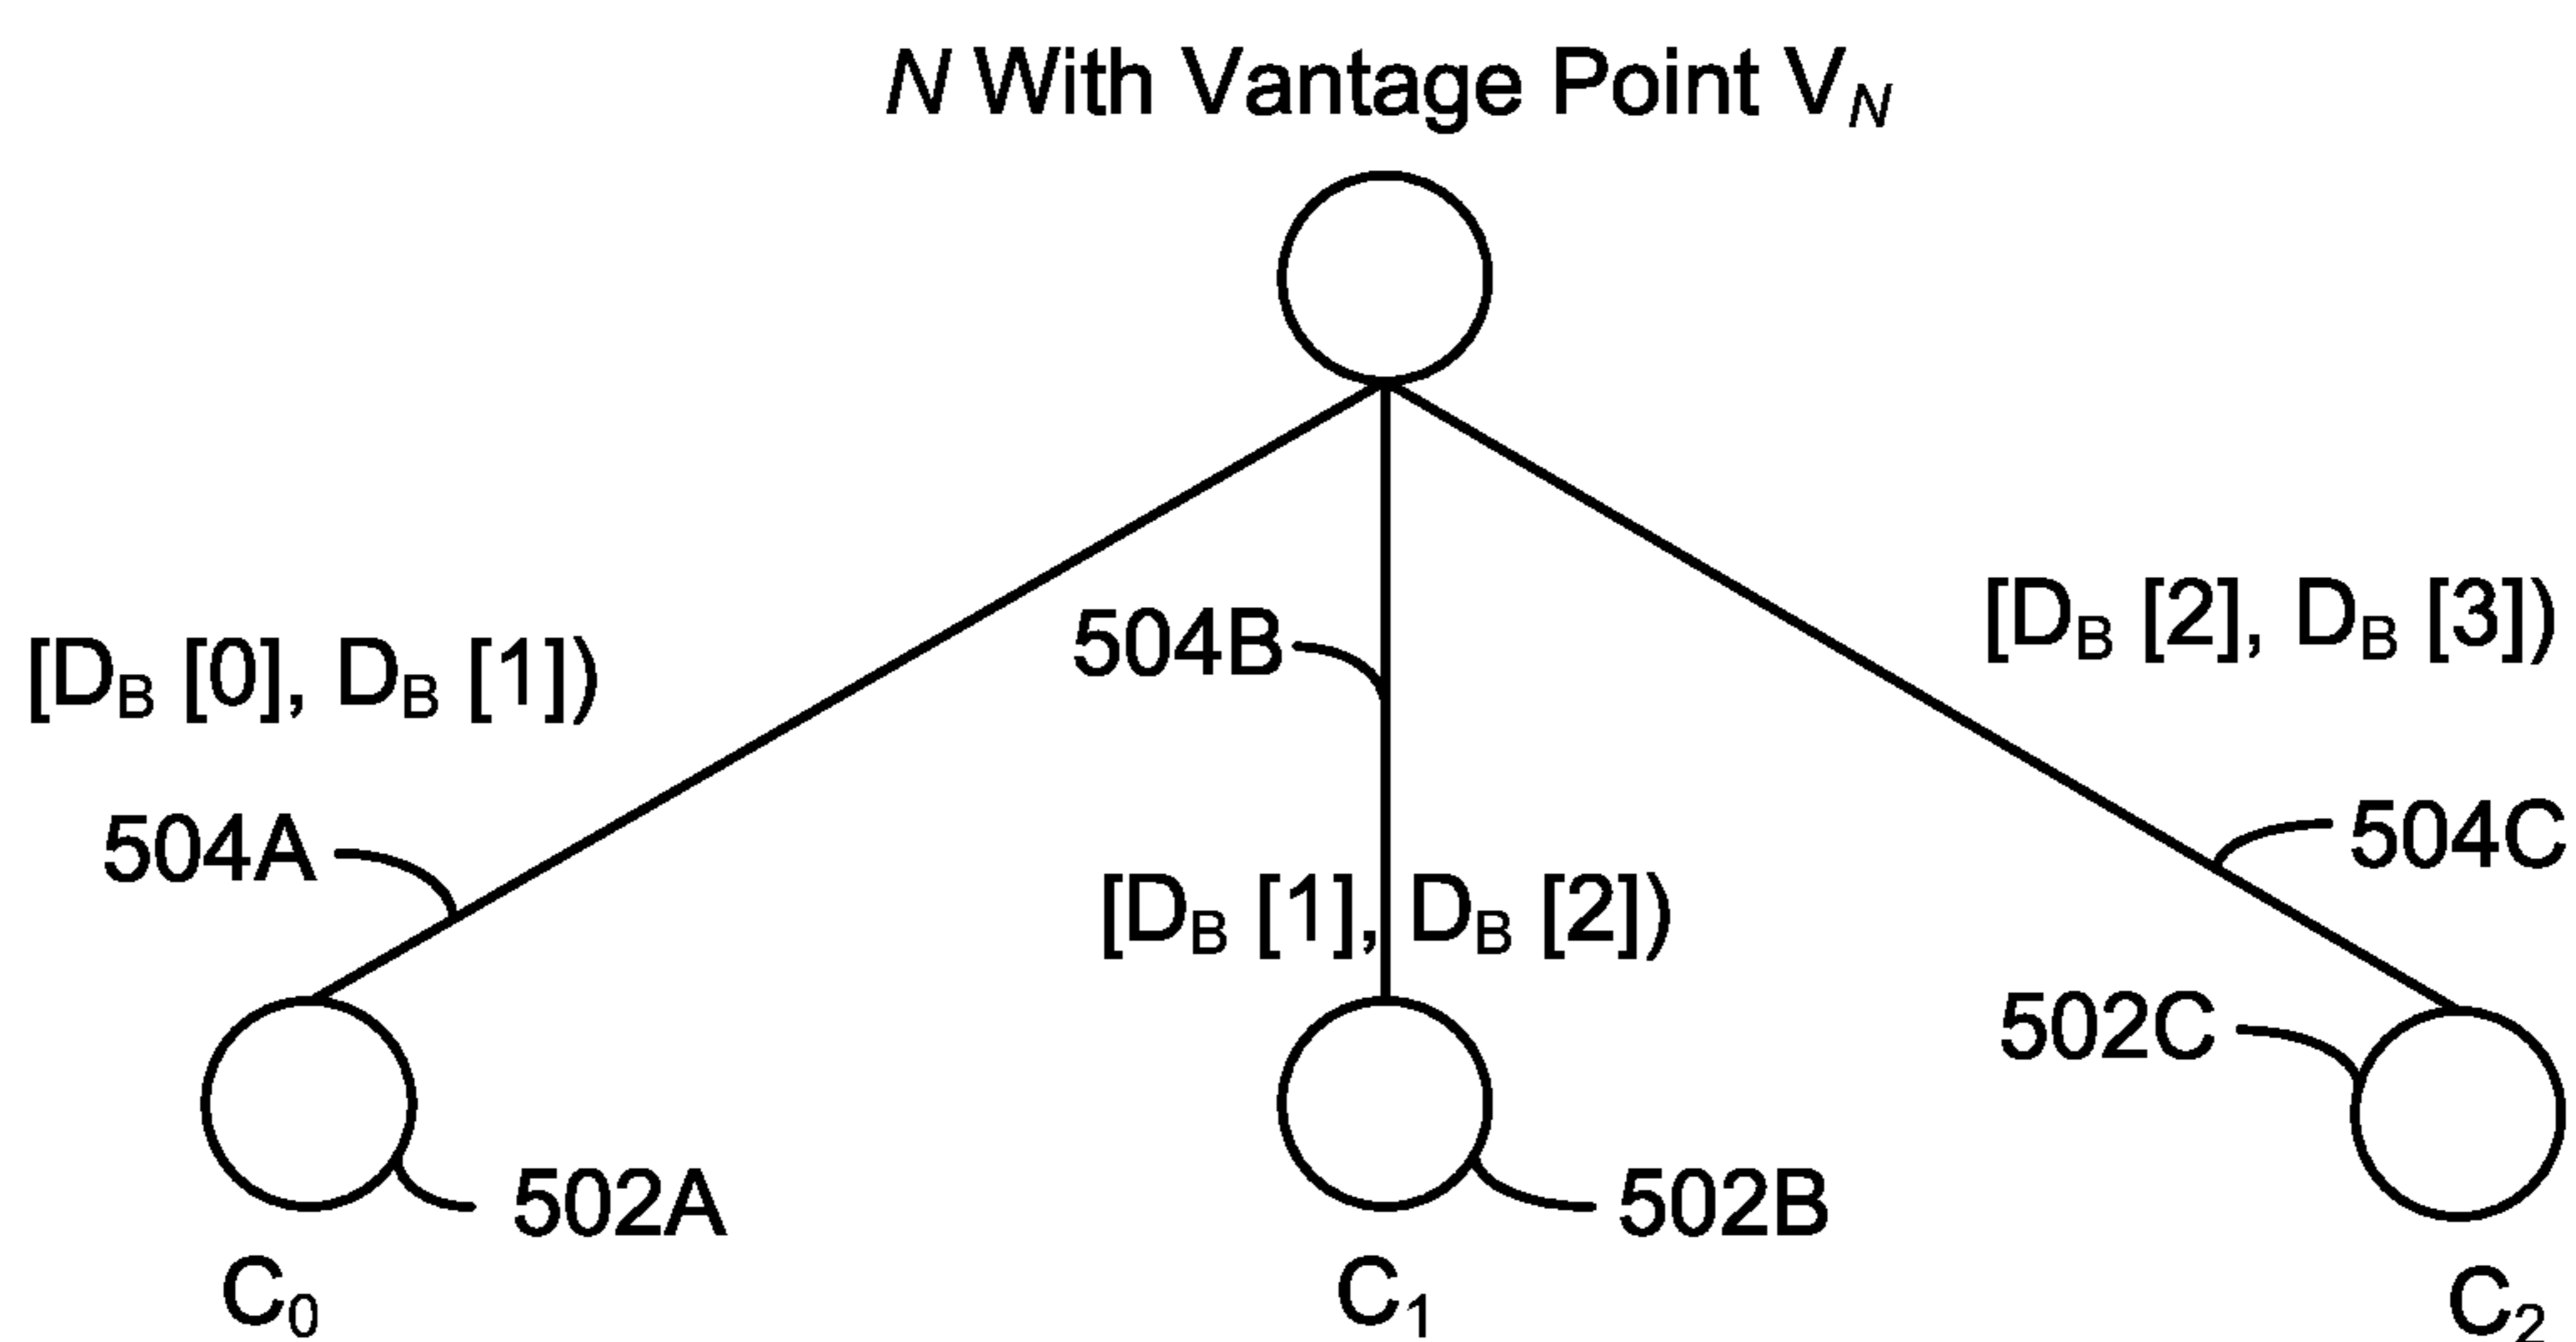 N With Vantage Point V_N
[D_B [2], D_B [3])
504B
[D_B [0], D_B [1])
504C
504A
[D_B [1], D_B [2])
502C
502A
502B
C_0
C_1
C_2